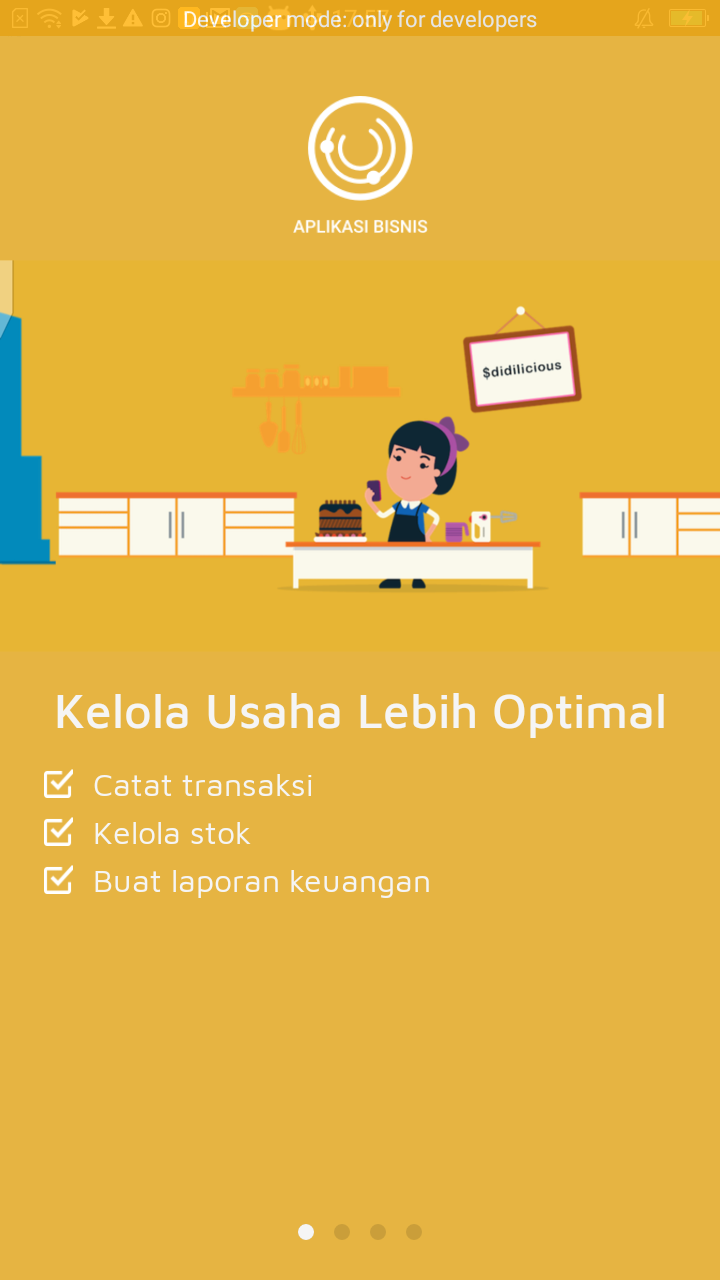 Developer mode: only for developers
APLIKASI BISNIS
$didilicious
Kelola Usaha Lebih Optimal
Catat transaksi
Kelola stok
Buat laporan keuangan